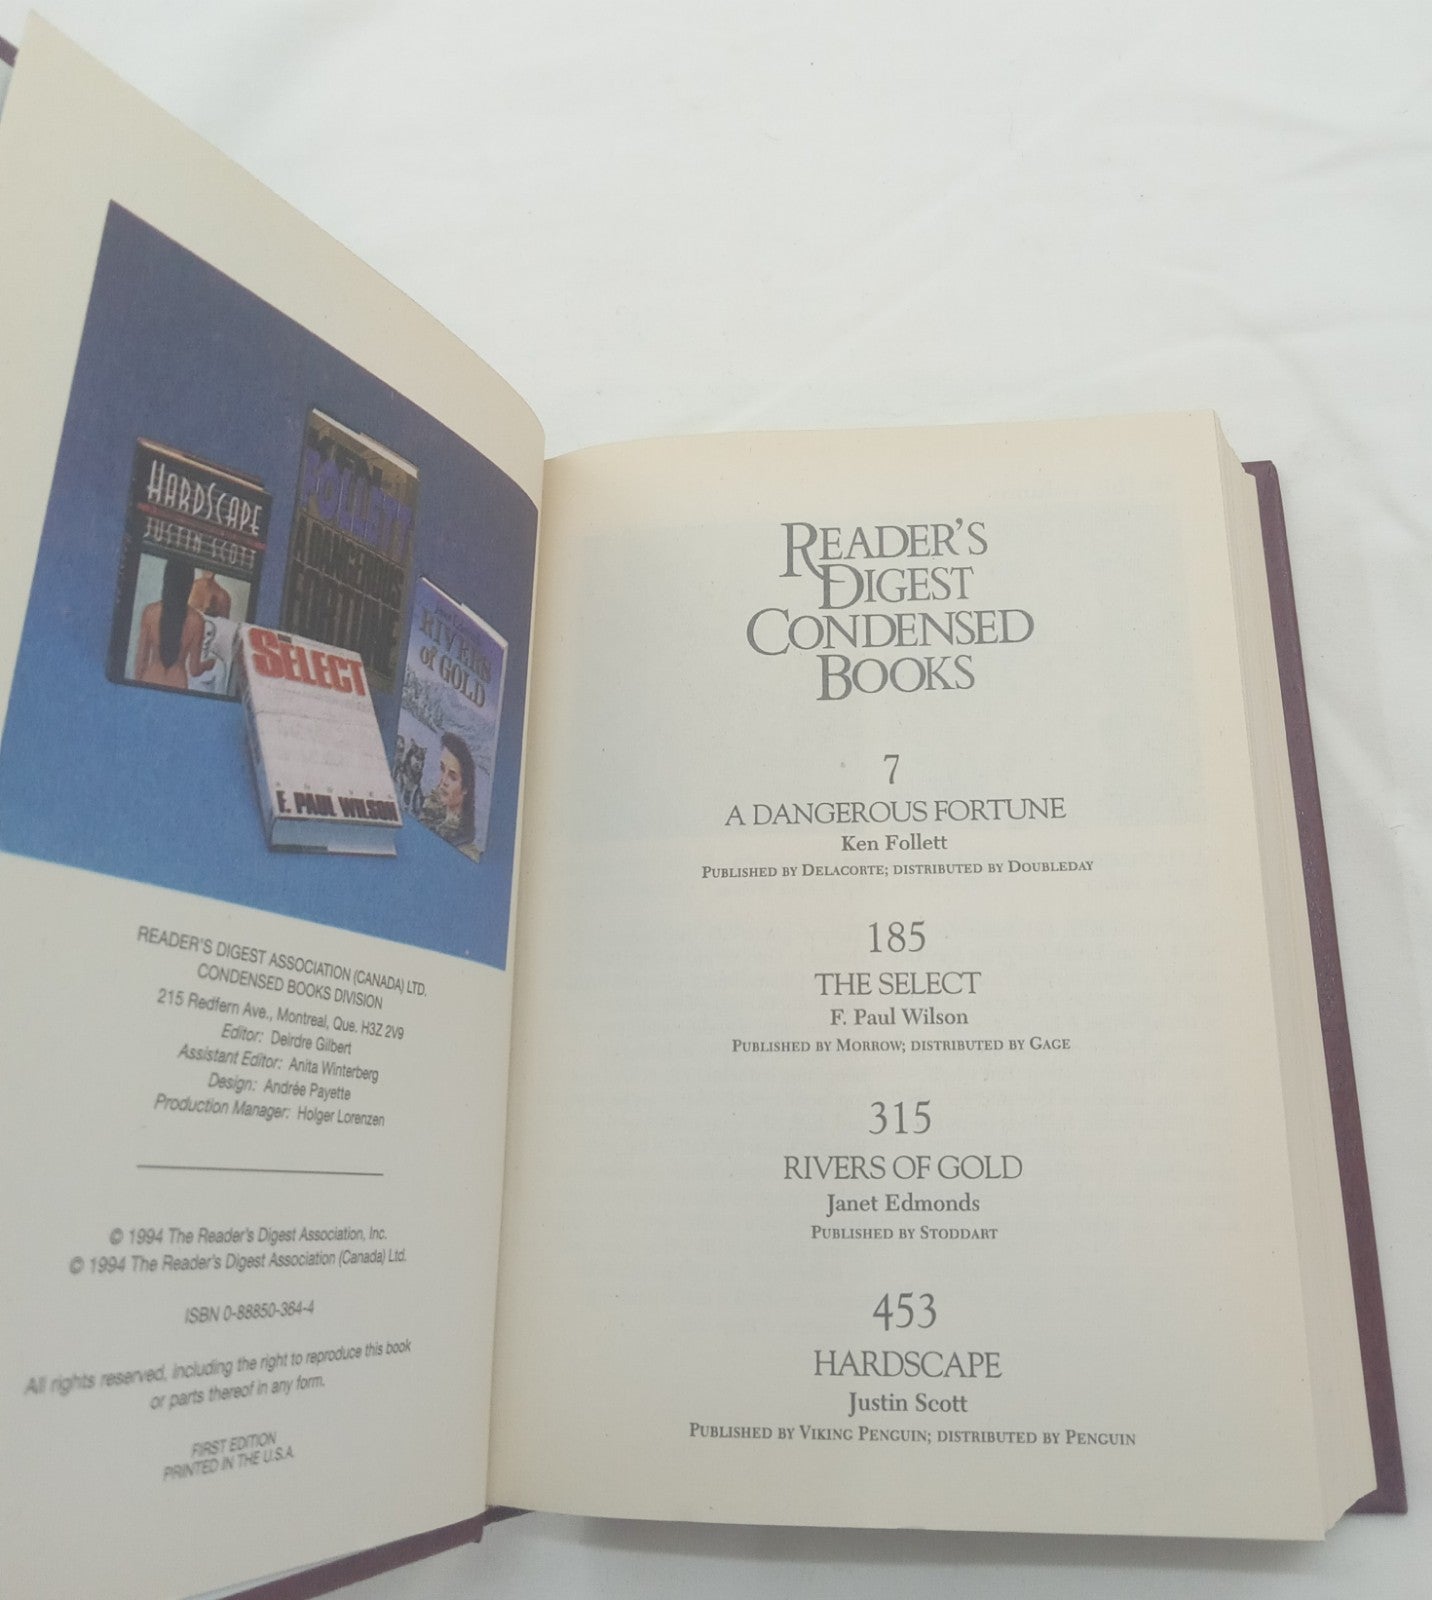 HARDSCAPE
JUSTIN SCOTT
FOLLETT
A DANGEROUS
FORTUNE
RIVERS
of GOLD
THE
SELECT
A NOVEL
F. PAUL WILSON
READER'S DIGEST ASSOCIATION (CANADA) LTD.
CONDENSED BOOKS DIVISION
215 Redfern Ave., Montreal, Que. H3Z 2V9
Editor: Deirdre Gilbert
Assistant Editor: Anita Winterberg
Design: Andrée Payette
Production Manager: Holger Lorenzen
© 1994 The Reader's Digest Association, Inc.
© 1994 The Reader's Digest Association (Canada) Ltd.
ISBN 0-88850-364-4
All rights reserved, including the right to reproduce this book
or parts thereof in any form.
FIRST EDITION
PRINTED IN THE U.S.A.
READER'S
DIGEST
CONDENSED
BOOKS
7
A DANGEROUS FORTUNE
Ken Follett
PUBLISHED BY DELACORTE; DISTRIBUTED BY DOUBLEDAY
185
THE SELECT
F. Paul Wilson
PUBLISHED BY MORROW; DISTRIBUTED BY GAGE
315
RIVERS OF GOLD
Janet Edmonds
PUBLISHED BY STODDART
453
HARDSCAPE
Justin Scott
PUBLISHED BY VIKING PENGUIN; DISTRIBUTED BY PENGUIN